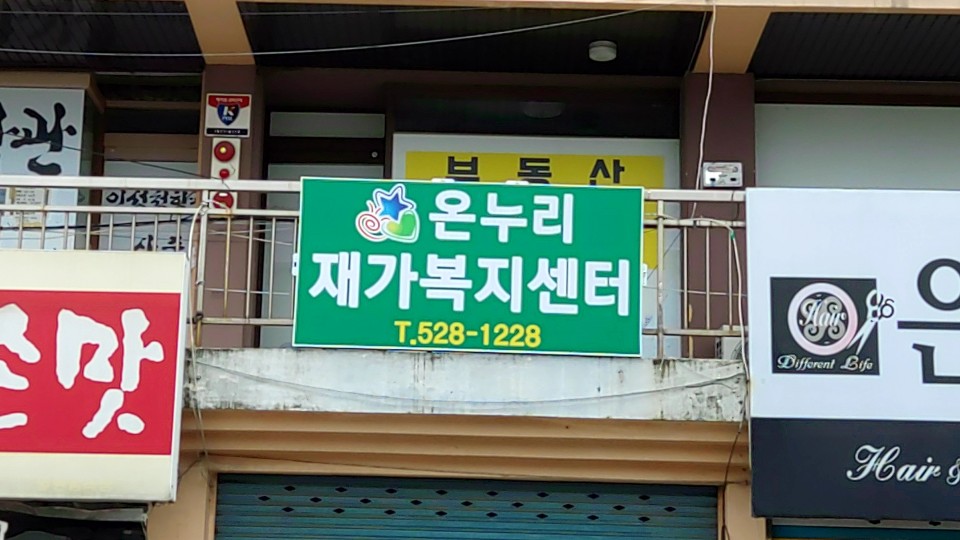 관
부동산
온누리
재가복지센터
T.528-1228
손맛
Hair
Different Life
Hair &